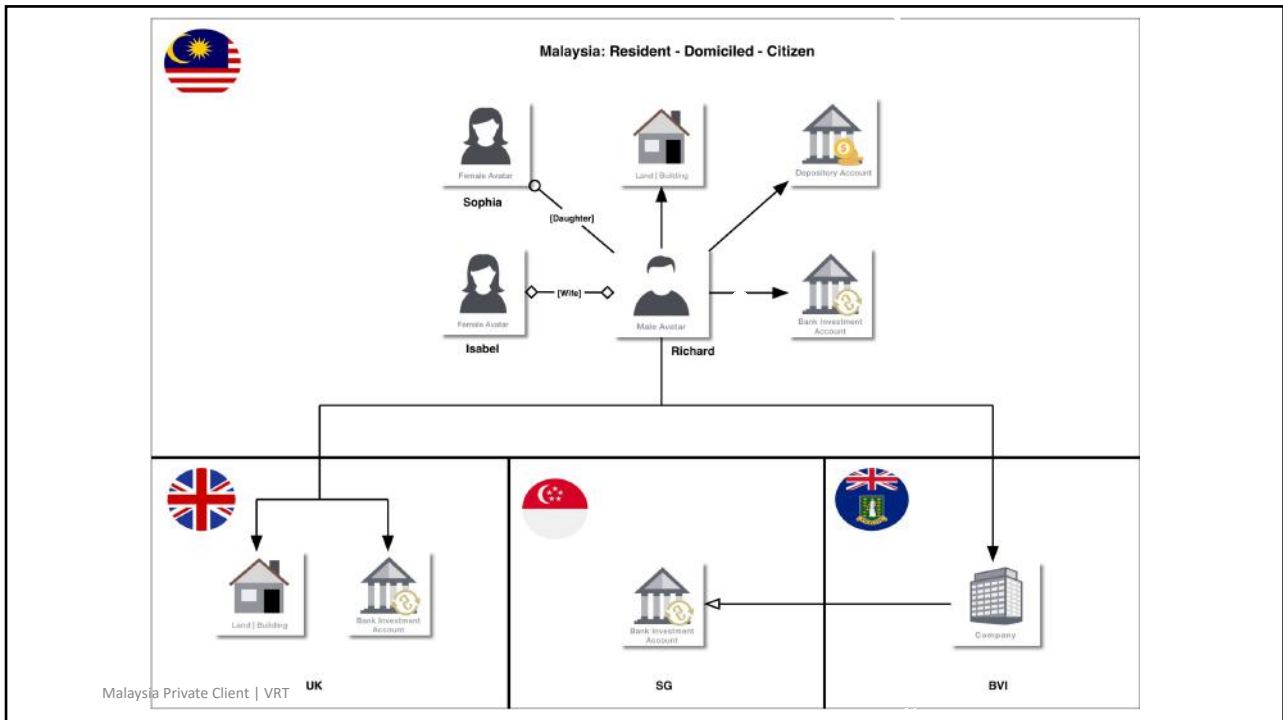 Malaysia: Resident - Domiciled - Citizen
Female Avatar
Sophia
Land | Building
Depository Account
[Daughter]
Female Avatar
Isabel
[Wife]
Male Avatar
Richard
Bank Investment
Account
Land | Building
Bank Investment
Account
Bank Investment
Account
Company
UK
SG
BVI
Malaysia Private Client | VRT